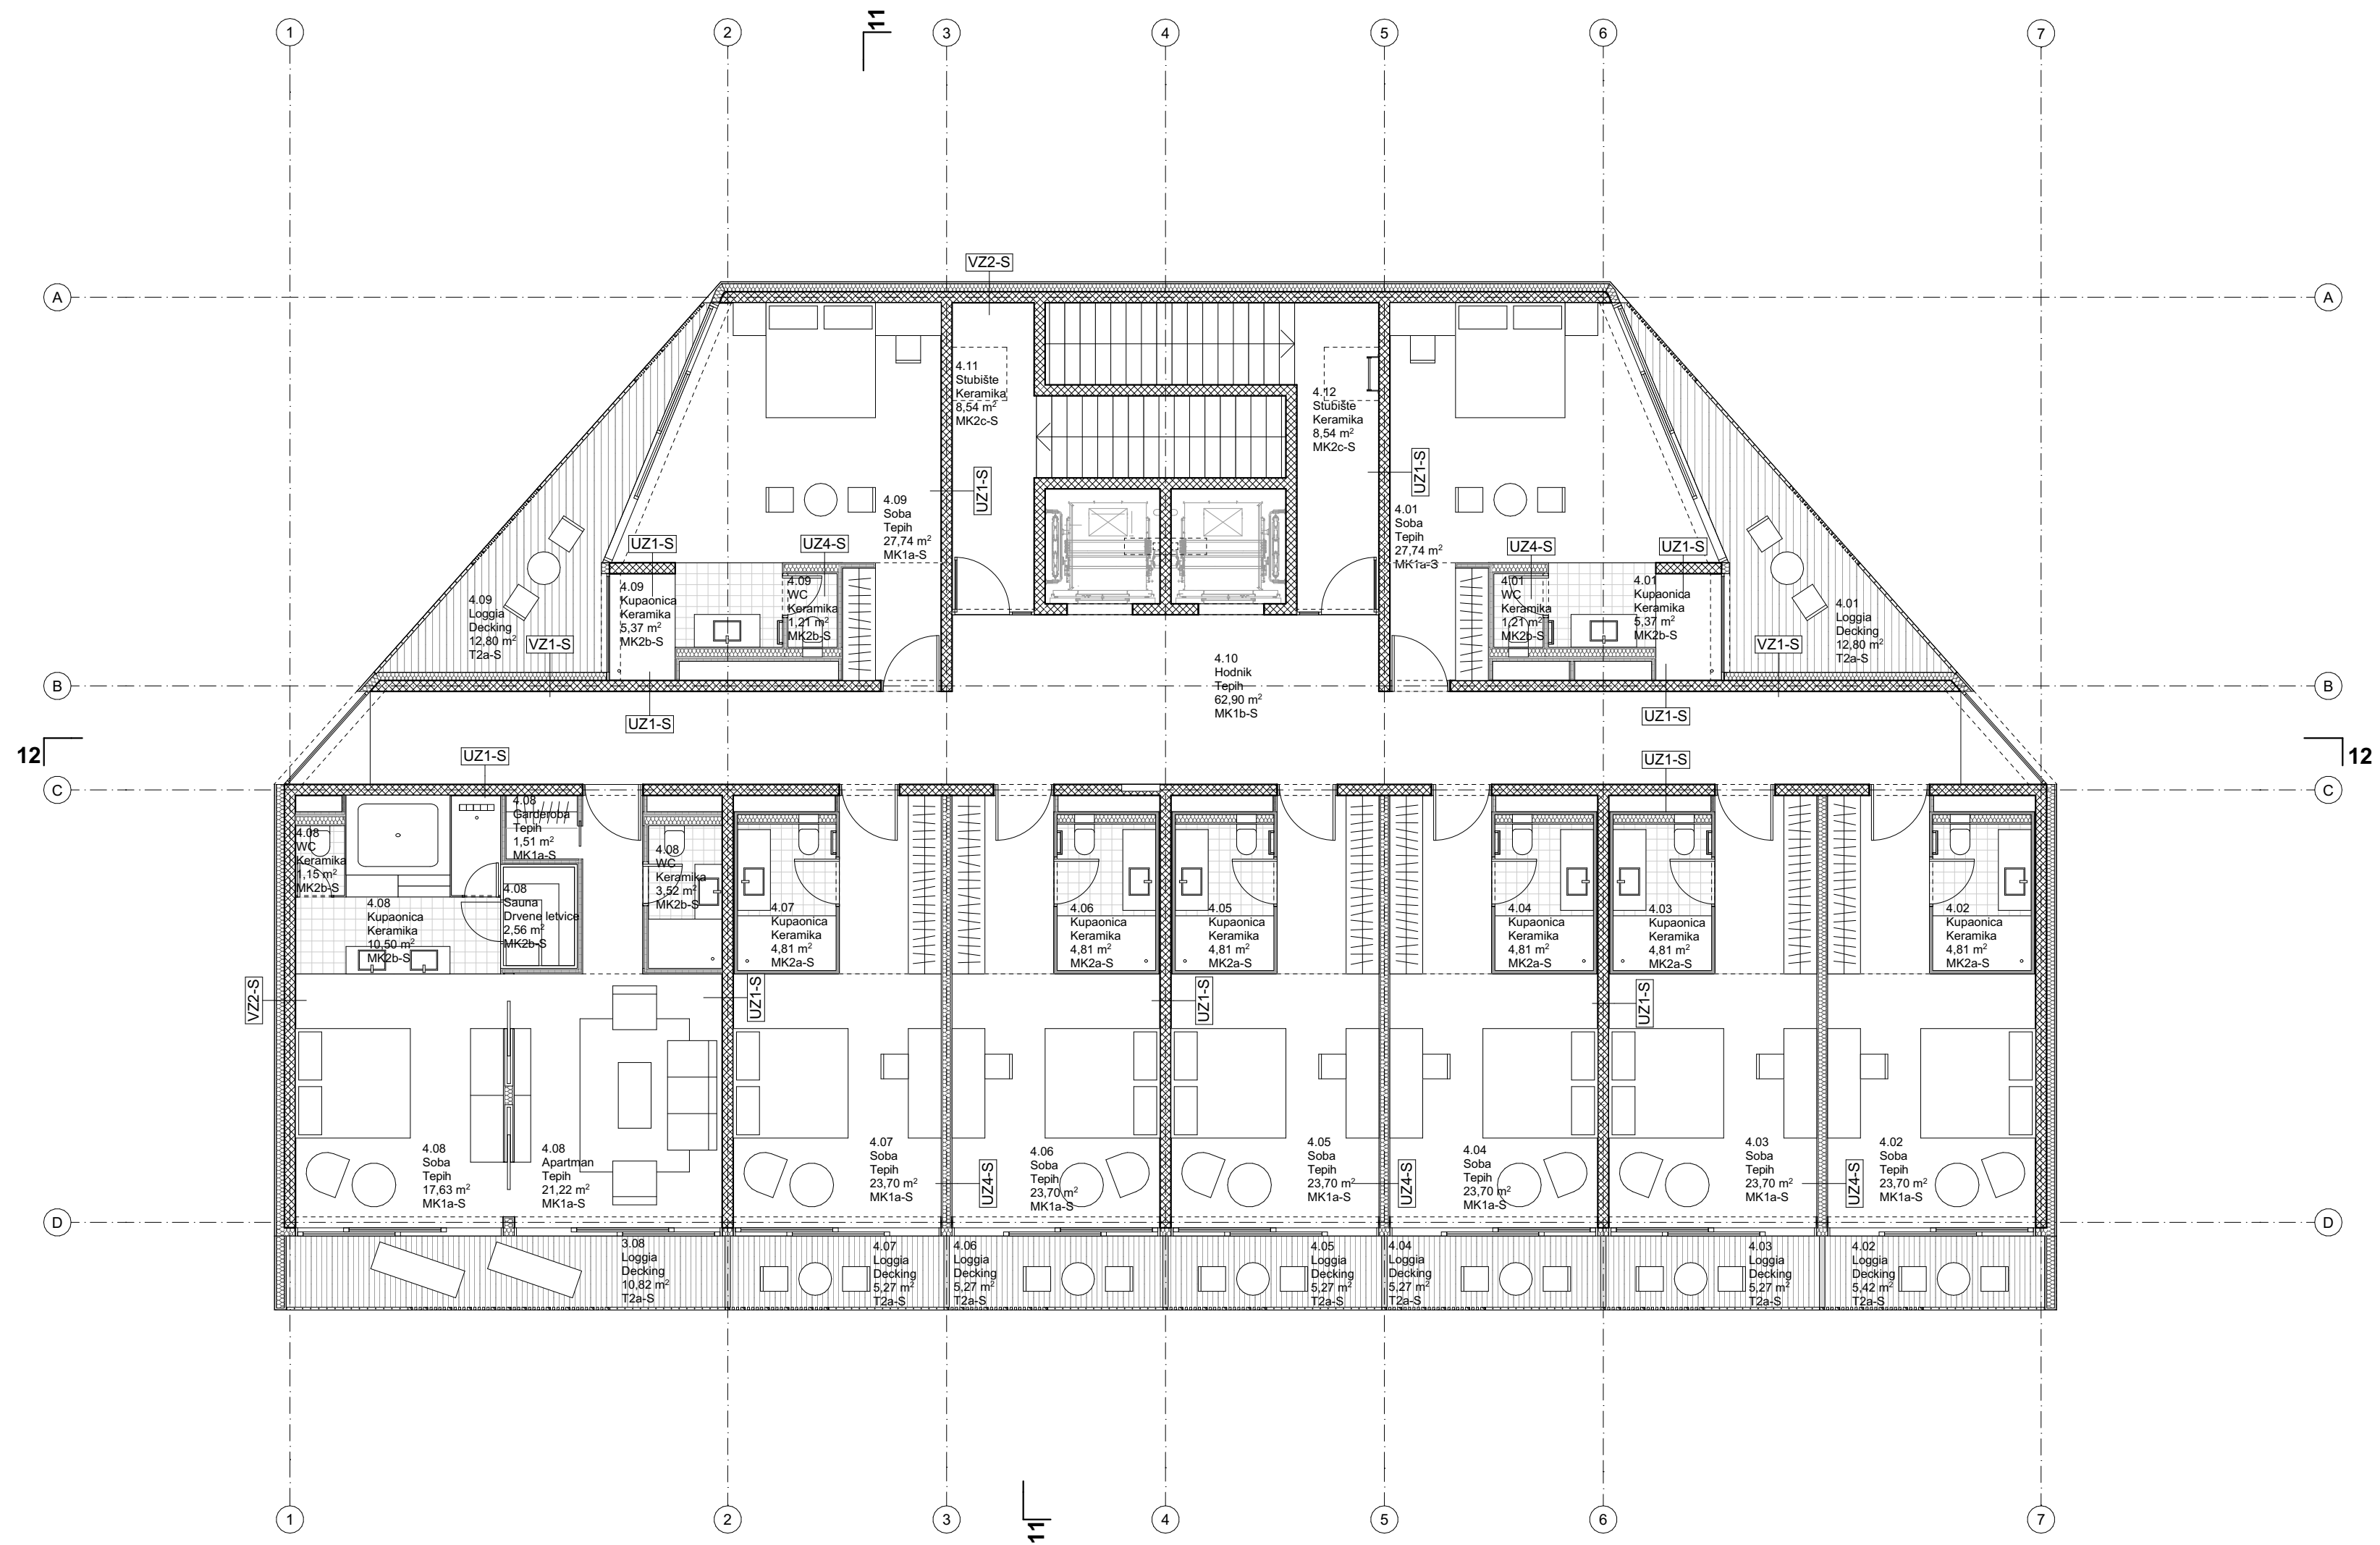 1
2
11
3
4
5
6
7
A
A
VZ2-S
4.11
Stubište
Keramika
8,54 m²
MK2c-S
4.12
Stubište
Keramika
8,54 m²
MK2c-S
UZ1-S
UZ1-S
4.09
Soba
Tepih
27,74 m²
MK1a-S
4.01
Soba
Tepih
27,74 m²
MK1a-S
UZ1-S
UZ4-S
UZ4-S
UZ1-S
4.09
Loggia
Decking
12,80 m²
T2a-S
VZ1-S
4.09
Kupaonica
Keramika
5,37 m²
MK2b-S
4.09
WC
Keramika
1,21 m²
MK2b-S
4.01
WC
Keramika
1,21 m²
MK2b-S
4.01
Kupaonica
Keramika
5,37 m²
MK2b-S
4.01
Loggia
Decking
12,80 m²
T2a-S
VZ1-S
4.10
Hodnik
Tepih
62,90 m²
MK1b-S
B
B
UZ1-S
UZ1-S
12
12
UZ1-S
UZ1-S
C
C
4.08
WC
Keramika
1,15 m²
MK2b-S
4.08
Garderoba
Tepih
1,51 m²
MK1a-S
4.08
Kupaonica
Keramika
10,50 m²
MK2b-S
4.08
Sauna
Drvene letvice
2,56 m²
MK2b-S
4.08
WC
Keramika
3,52 m²
MK2b-S
4.07
Kupaonica
Keramika
4,81 m²
MK2a-S
4.06
Kupaonica
Keramika
4,81 m²
MK2a-S
4.05
Kupaonica
Keramika
4,81 m²
MK2a-S
4.04
Kupaonica
Keramika
4,81 m²
MK2a-S
4.03
Kupaonica
Keramika
4,81 m²
MK2a-S
4.02
Kupaonica
Keramika
4,81 m²
MK2a-S
VZ2-S
UZ1-S
UZ1-S
UZ1-S
4.08
Soba
Tepih
17,63 m²
MK1a-S
4.08
Apartman
Tepih
21,22 m²
MK1a-S
4.07
Soba
Tepih
23,70 m²
MK1a-S
UZ4-S
4.06
Soba
Tepih
23,70 m²
MK1a-S
4.05
Soba
Tepih
23,70 m²
MK1a-S
UZ4-S
4.04
Soba
Tepih
23,70 m²
MK1a-S
4.03
Soba
Tepih
23,70 m²
MK1a-S
UZ4-S
4.02
Soba
Tepih
23,70 m²
MK1a-S
D
D
3.08
Loggia
Decking
10,82 m²
T2a-S
4.07
Loggia
Decking
5,27 m²
T2a-S
4.06
Loggia
Decking
5,27 m²
T2a-S
4.05
Loggia
Decking
5,27 m²
T2a-S
4.04
Loggia
Decking
5,27 m²
T2a-S
4.03
Loggia
Decking
5,27 m²
T2a-S
4.02
Loggia
Decking
5,42 m²
T2a-S
1
2
3
11
4
5
6
7